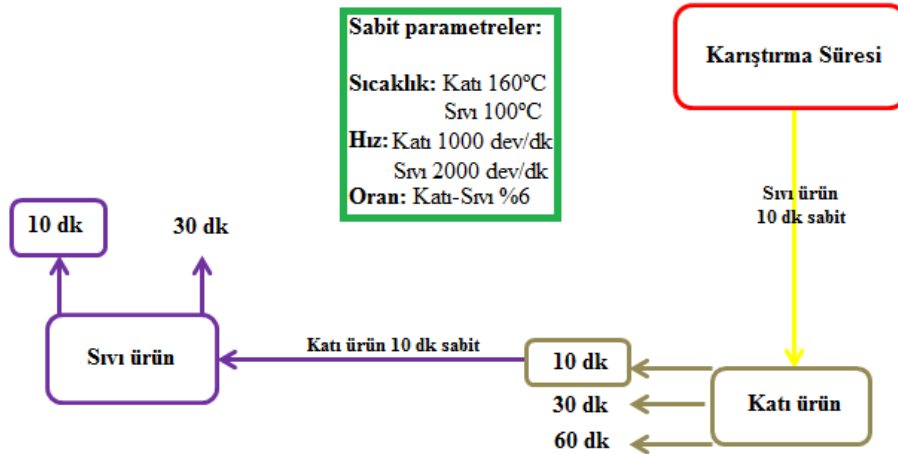 Sabit parametreler:
Sıcaklık: Katı 160°C
Sıvı 100°C
Hız: Katı 1000 dev/dk
Sıvı 2000 dev/dk
Oran: Katı-Sıvı %6
Karıştırma Süresi
Sıvı ürün
10 dk sabit
10 dk
30 dk
Sıvı ürün
Katı ürün 10 dk sabit
10 dk
30 dk
60 dk
Katı ürün